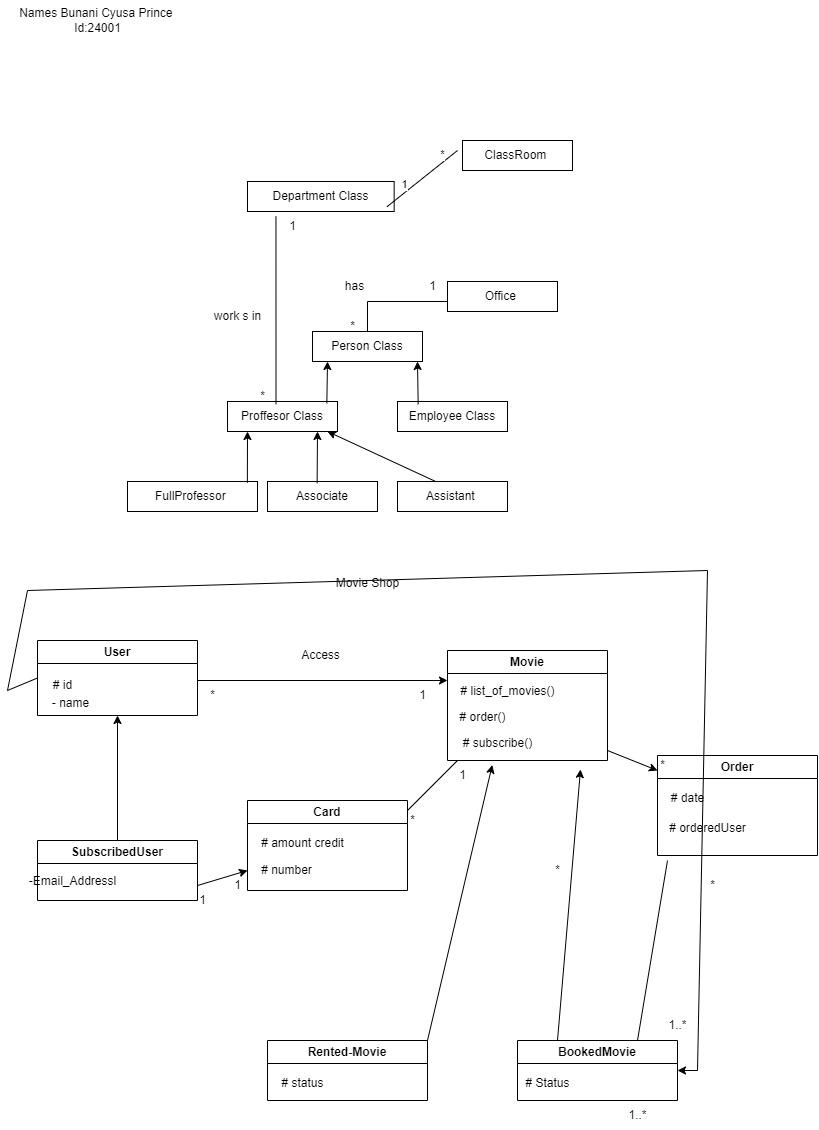 Names Bunani Cyusa Prince
Id:24001
ClassRoom
*
1
Department Class
1
has
1
Office
work s in
*
Person Class
*
Proffesor Class
Employee Class
FullProfessor
Associate
Assistant
Movie Shop
User
# id
- name
Access
*
1
Movie
# list_of_movies()
# order()
# subscribe()
1
*
Order
# date
# orderedUser
Card
# amount credit
# number
*
SubscribedUser
-Email_Addressl
1
1
*
*
1..*
Rented-Movie
# status
BookedMovie
# Status
1..*